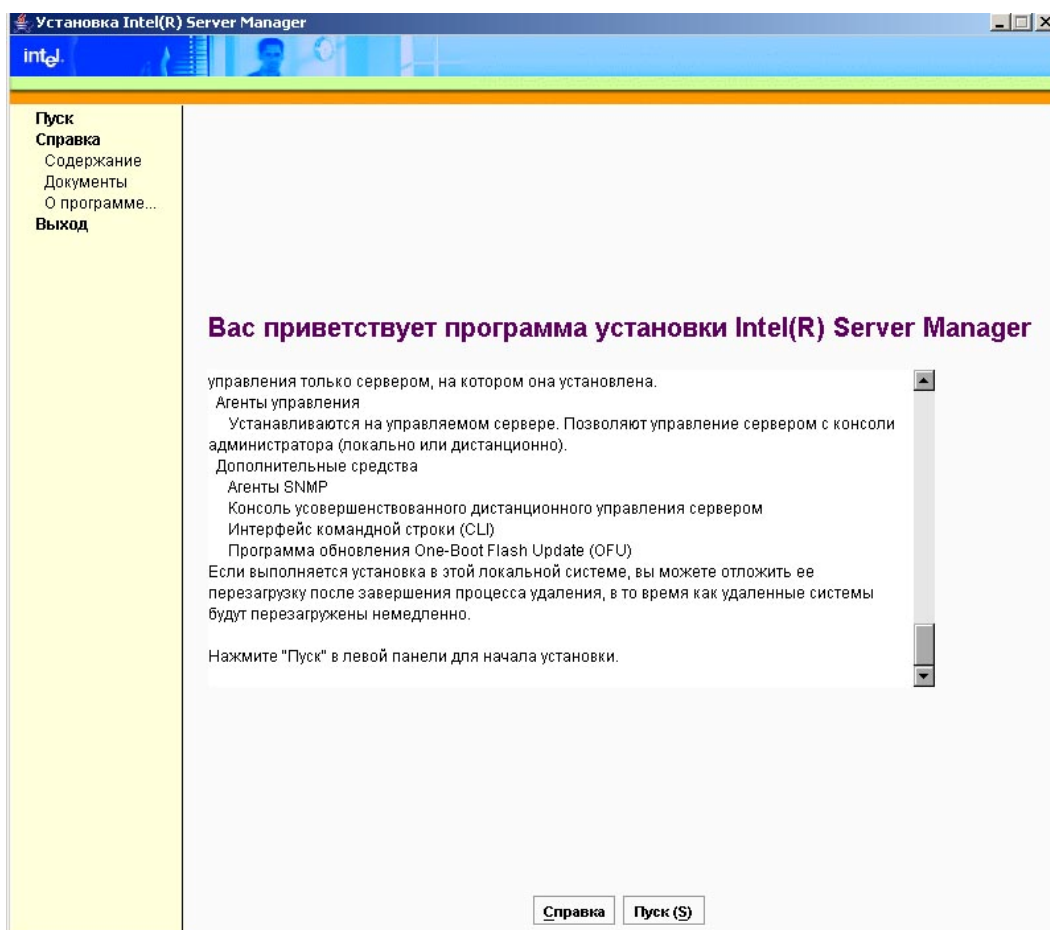 Установка Intel(R) Server Manager
intel.
Пуск
Справка
Содержание
Документы
О программе...
Выход
Вас приветствует программа установки Intel(R) Server Manager
управления только сервером, на котором она установлена.
Агенты управления
Устанавливаются на управляемом сервере. Позволяют управление сервером с консоли
администратора (локально или дистанционно).
Дополнительные средства
Агенты SNMP
Консоль усовершенствованного дистанционного управления сервером
Интерфейс командной строки (CLI)
Программа обновления One-Boot Flash Update (OFU)
Если выполняется установка в этой локальной системе, вы можете отложить ее
перезагрузку после завершения процесса удаления, в то время как удаленные системы
будут перезагружены немедленно.
Нажмите "Пуск" в левой панели для начала установки.
Справка
Пуск (S)